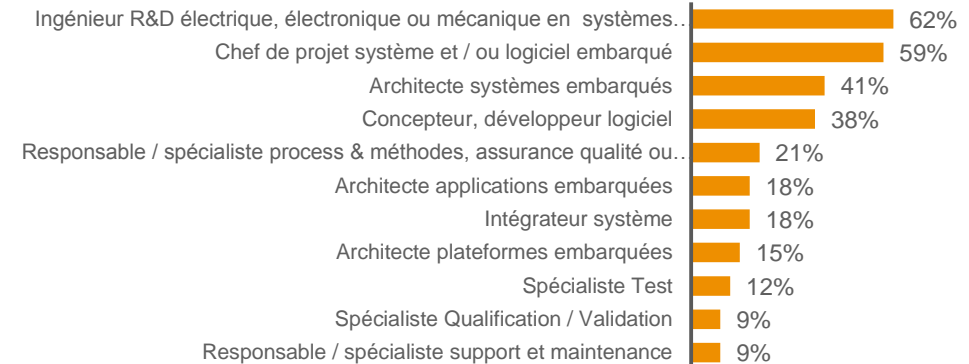 Ingénieur R&D électrique, électronique ou mécanique en systèmes… 62%
Chef de projet système et / ou logiciel embarqué 59%
Architecte systèmes embarqués 41%
Concepteur, développeur logiciel 38%
Responsable / spécialiste process & méthodes, assurance qualité ou… 21%
Architecte applications embarquées 18%
Intégrateur système 18%
Architecte plateformes embarquées 15%
Spécialiste Test 12%
Spécialiste Qualification / Validation 9%
Responsable / spécialiste support et maintenance 9%